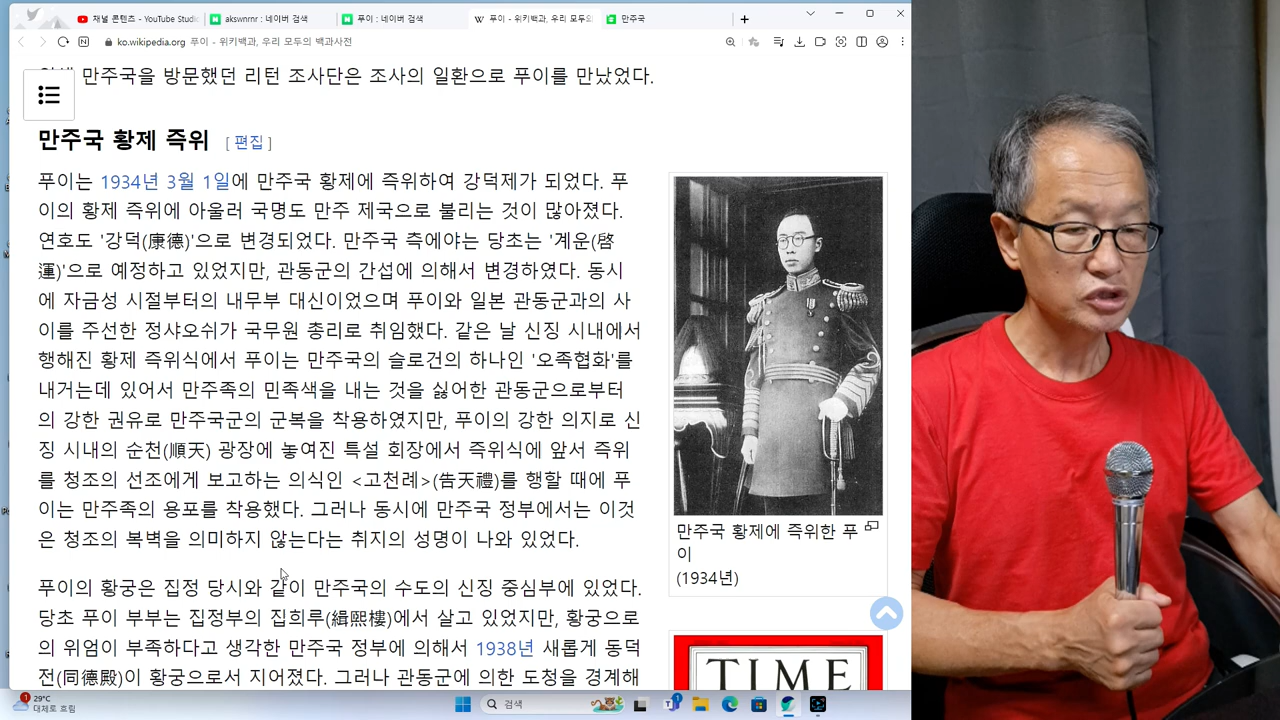 채널 콘텐츠 - YouTube Studi
akswnrnr : 네이버 검색
푸이 : 네이버 검색
푸이 - 위키백과, 우리 모두의
만주국
ko.wikipedia.org 푸이 - 위키백과, 우리 모두의 백과사전
만주국을 방문했던 리턴 조사단은 조사의 일환으로 푸이를 만났었다.
만주국 황제 즉위 [ 편집 ]
푸이는 1934년 3월 1일에 만주국 황제에 즉위하여 강덕제가 되었다. 푸
이의 황제 즉위에 아울러 국명도 만주 제국으로 불리는 것이 많아졌다.
연호도 '강덕(康德)'으로 변경되었다. 만주국 측에야는 당초는 '계운(啓
運)'으로 예정하고 있었지만, 관동군의 간섭에 의해서 변경하였다. 동시
에 자금성 시절부터의 내무부 대신이었으며 푸이와 일본 관동군과의 사
이를 주선한 정샤오쉬가 국무원 총리로 취임했다. 같은 날 신징 시내에서
행해진 황제 즉위식에서 푸이는 만주국의 슬로건의 하나인 '오족협화'를
내거는데 있어서 만주족의 민족색을 내는 것을 싫어한 관동군으로부터
의 강한 권유로 만주국군의 군복을 착용하였지만, 푸이의 강한 의지로 신
징 시내의 순천(順天) 광장에 놓여진 특설 회장에서 즉위식에 앞서 즉위
를 청조의 선조에게 보고하는 의식인 <고천례>(告天禮)를 행할 때에 푸
이는 만주족의 용포를 착용했다. 그러나 동시에 만주국 정부에서는 이것
은 청조의 복벽을 의미하지 않는다는 취지의 성명이 나와 있었다.
푸이의 황궁은 집정 당시와 같이 만주국의 수도의 신징 중심부에 있었다.
당초 푸이 부부는 집정부의 집희루(緝熙樓)에서 살고 있었지만, 황궁으로
의 위엄이 부족하다고 생각한 만주국 정부에 의해서 1938년 새롭게 동덕
전(同德殿)이 황궁으로서 지어졌다. 그러나 관동군에 의한 도청을 경계해
만주국 황제에 즉위한 푸
이
(1934년)
TIME
29°C
대체로 흐림
검색